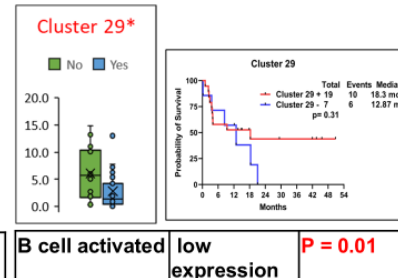 Cluster 29*
No Yes
20.0
15.0
10.0
5.0
0.0
Cluster 29
Total Events Media
Cluster 29 + 19 10 18.3 mo
Cluster 29 - 7 6 12.87 m
p= 0.31
Probability of Survival
100
75
50
25
0
0 6 12 18 24 30 36 42 48 54
Months
B cell activated low expression P = 0.01